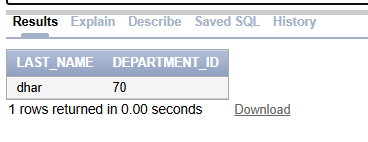 Results Explain Describe Saved SQL History
LAST_NAME DEPARTMENT_ID
dhar 70
1 rows returned in 0.00 seconds Download